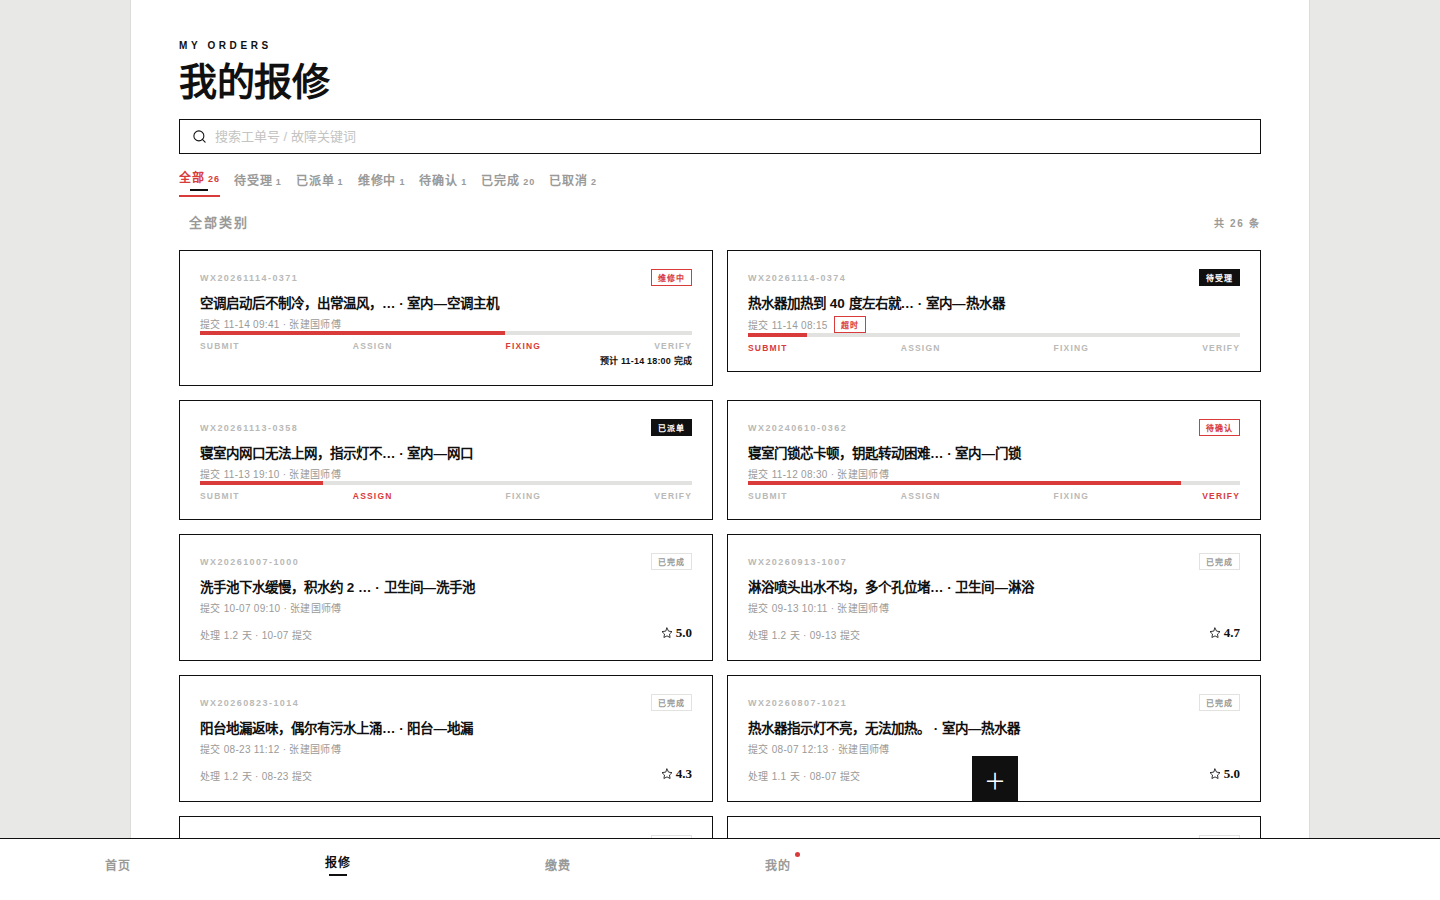 MY ORDERS
我的报修
搜索工单号 / 故障关键词
全部 26 待受理 1 已派单 1 维修中 1 待确认 1 已完成 20 已取消 2
全部类别 共 26 条
WX20261114-0371 维修中
空调启动后不制冷，出常温风，… · 室内—空调主机
提交 11-14 09:41 · 张建国师傅
SUBMIT ASSIGN FIXING VERIFY
预计 11-14 18:00 完成
WX20261114-0374 待受理
热水器加热到 40 度左右就… · 室内—热水器
提交 11-14 08:15 超时
SUBMIT ASSIGN FIXING VERIFY
WX20261113-0358 已派单
寝室内网口无法上网，指示灯不… · 室内—网口
提交 11-13 19:10 · 张建国师傅
SUBMIT ASSIGN FIXING VERIFY
WX20240610-0362 待确认
寝室门锁芯卡顿，钥匙转动困难… · 室内—门锁
提交 11-12 08:30 · 张建国师傅
SUBMIT ASSIGN FIXING VERIFY
WX20261007-1000 已完成
洗手池下水缓慢，积水约 2 … · 卫生间—洗手池
提交 10-07 09:10 · 张建国师傅
处理 1.2 天 · 10-07 提交 5.0
WX20260913-1007 已完成
淋浴喷头出水不均，多个孔位堵… · 卫生间—淋浴
提交 09-13 10:11 · 张建国师傅
处理 1.2 天 · 09-13 提交 4.7
WX20260823-1014 已完成
阳台地漏返味，偶尔有污水上涌… · 阳台—地漏
提交 08-23 11:12 · 张建国师傅
处理 1.2 天 · 08-23 提交 4.3
WX20260807-1021 已完成
热水器指示灯不亮，无法加热。 · 室内—热水器
提交 08-07 12:13 · 张建国师傅
处理 1.1 天 · 08-07 提交 5.0
首页 报修 缴费 我的